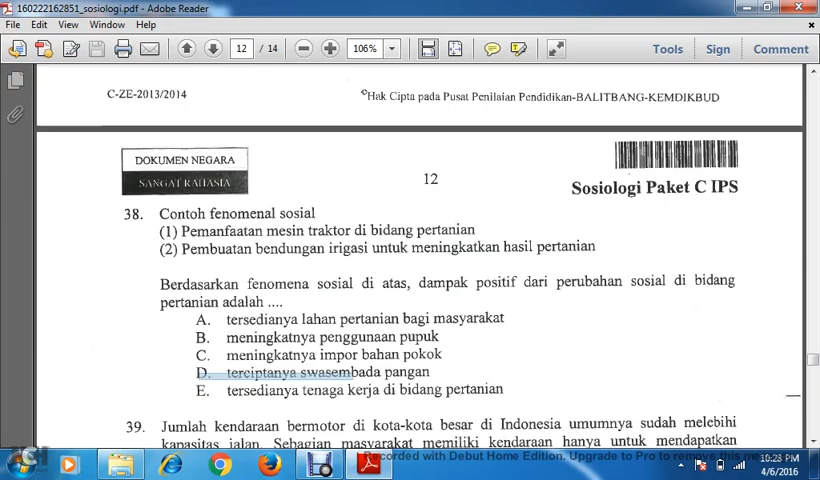 160222162851_sosiologi.pdf - Adobe Reader
File Edit View Window Help
12 / 14 106% Tools Sign Comment
C-ZE-2013/2014
©Hak Cipta pada Pusat Penilaian Pendidikan-BALITBANG-KEMDIKBUD
DOKUMEN NEGARA
SANGAT RAHASIA
12
Sosiologi Paket C IPS
38. Contoh fenomenal sosial
(1) Pemanfaatan mesin traktor di bidang pertanian
(2) Pembuatan bendungan irigasi untuk meningkatkan hasil pertanian
Berdasarkan fenomena sosial di atas, dampak positif dari perubahan sosial di bidang
pertanian adalah ....
A. tersedianya lahan pertanian bagi masyarakat
B. meningkatnya penggunaan pupuk
C. meningkatnya impor bahan pokok
D. terciptanya swasembada pangan
E. tersedianya tenaga kerja di bidang pertanian
39. Jumlah kendaraan bermotor di kota-kota besar di Indonesia umumnya sudah melebihi
kapasitas jalan. Sebagian masyarakat memiliki kendaraan hanya untuk mendapatkan
Recorded with Debut Home Edition. Upgrade to Pro to remove this
10:23 PM
4/6/2016